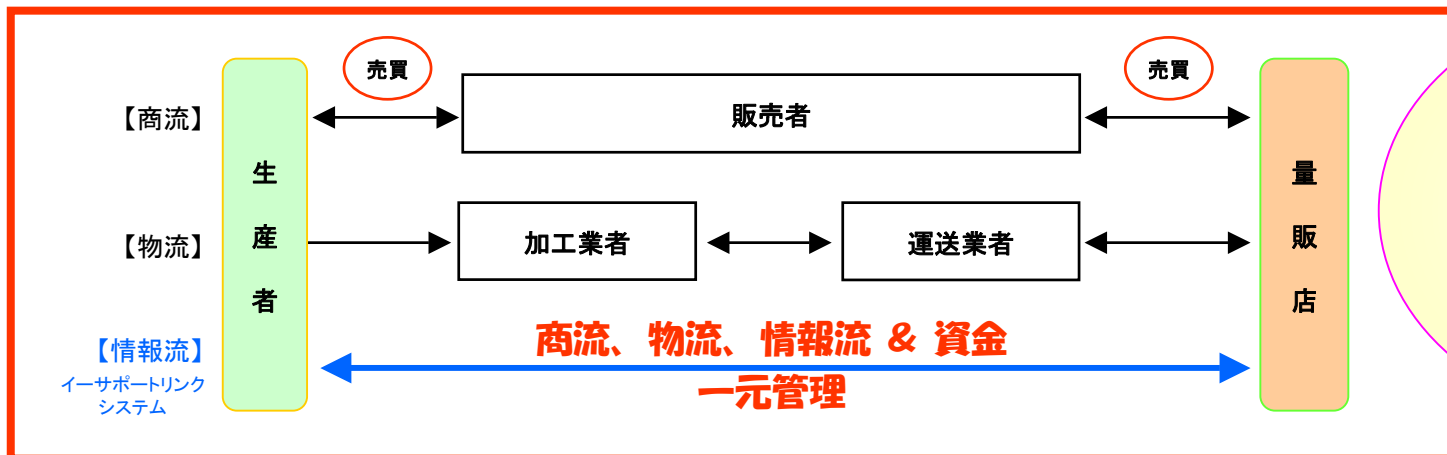 売買
売買
【商流】
販売者
生産者
量販店
【物流】
加工業者
運送業者
【情報流】
イーサポートリンク
システム
商流、物流、情報流 & 資金
一元管理